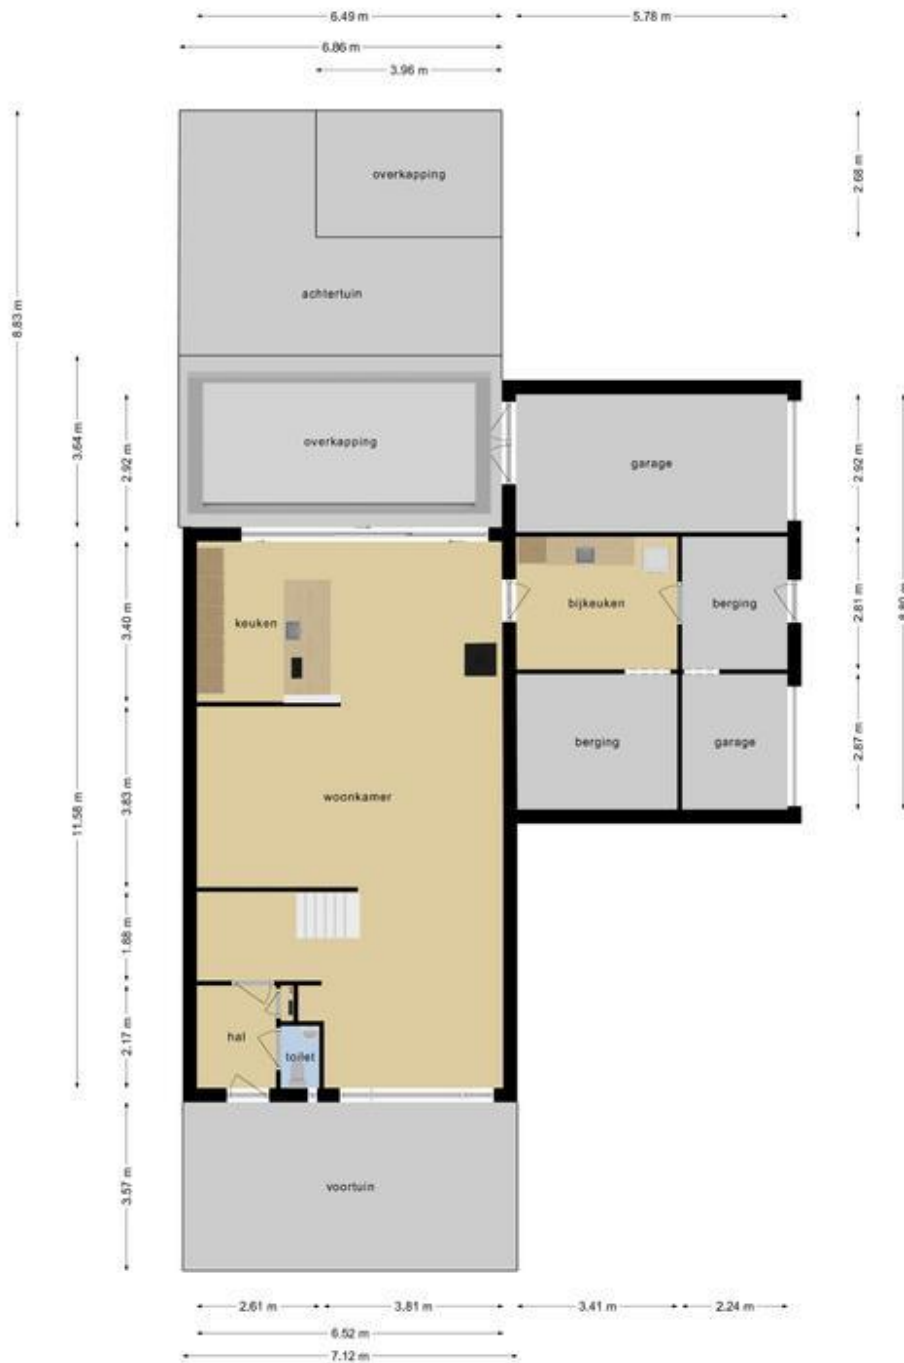 6.49 m
5.78 m
6.86 m
3.96 m
overkapping
2.68 m
8.83 m
achtertuin
3.64 m
2.92 m
overkapping
garage
2.92 m
8.80 m
3.40 m
keuken
bijkeuken
berging
2.81 m
11.58 m
3.83 m
woonkamer
berging
garage
2.87 m
1.88 m
2.17 m
hal
toilet
3.57 m
voortuin
2.61 m
3.81 m
3.41 m
2.24 m
6.52 m
7.12 m